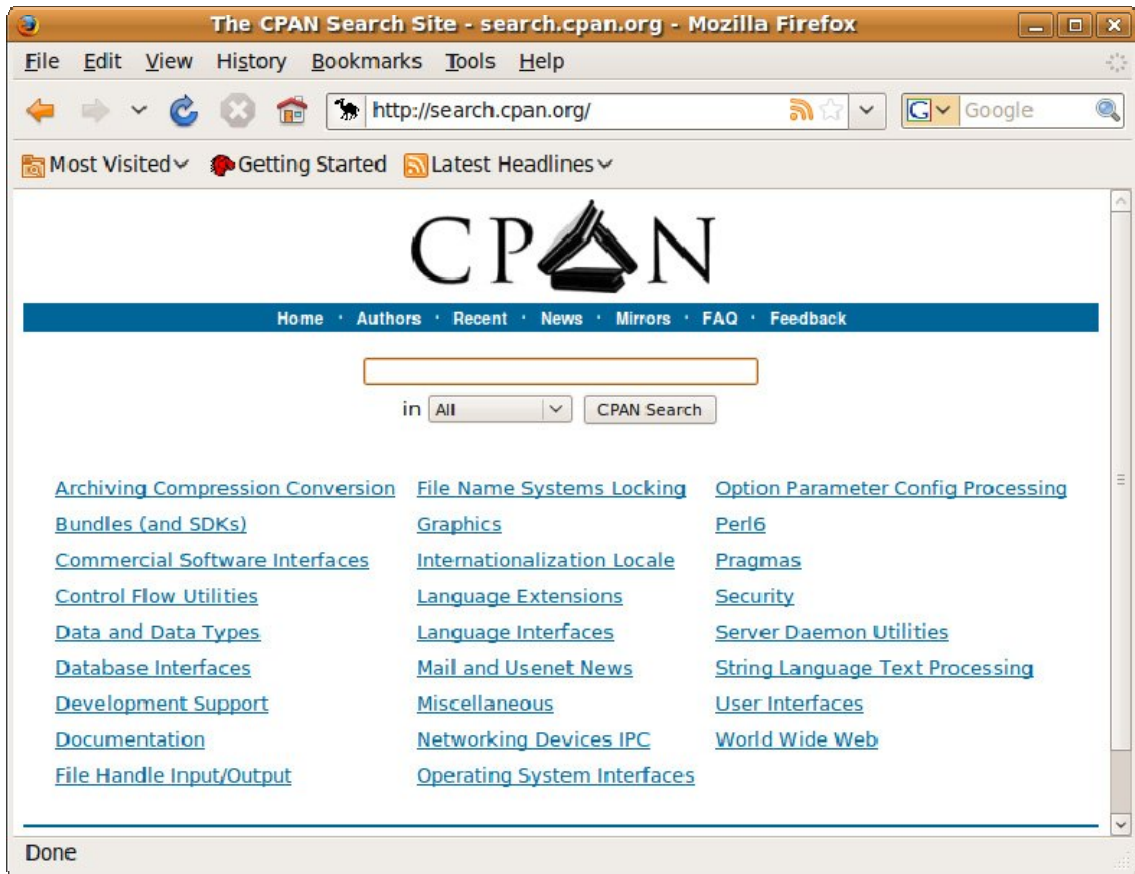 The CPAN Search Site - search.cpan.org - Mozilla Firefox
File Edit View History Bookmarks Tools Help
http://search.cpan.org/ G Google
Most Visited Getting Started Latest Headlines
CPAN
Home · Authors · Recent · News · Mirrors · FAQ · Feedback
in All CPAN Search
Archiving Compression Conversion File Name Systems Locking Option Parameter Config Processing
Bundles (and SDKs) Graphics Perl6
Commercial Software Interfaces Internationalization Locale Pragmas
Control Flow Utilities Language Extensions Security
Data and Data Types Language Interfaces Server Daemon Utilities
Database Interfaces Mail and Usenet News String Language Text Processing
Development Support Miscellaneous User Interfaces
Documentation Networking Devices IPC World Wide Web
File Handle Input/Output Operating System Interfaces
Done